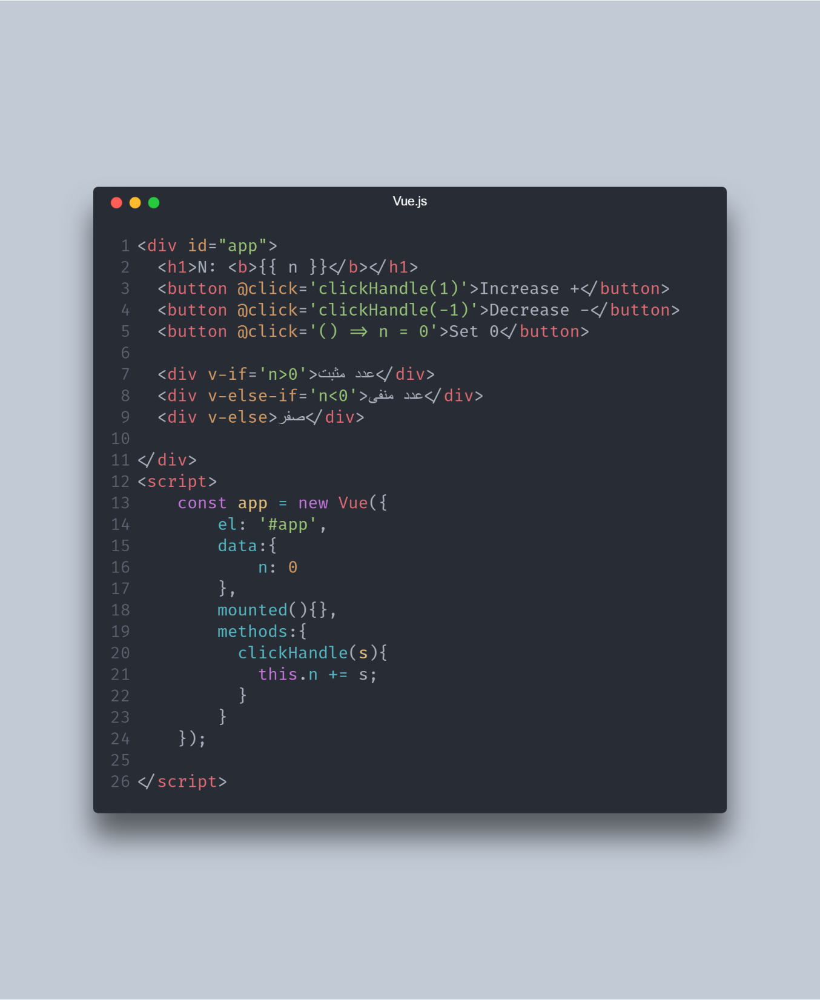 Vue.js
1 <div id="app">
2   <h1>N: <b>{{ n }}</b></h1>
3   <button @click='clickHandle(1)'>Increase +</button>
4   <button @click='clickHandle(-1)'>Decrease -</button>
5   <button @click='() => n = 0'>Set 0</button>
6
7   <div v-if='n>0'>عدد مثبت</div>
8   <div v-else-if='n<0'>عدد منفی</div>
9   <div v-else>صفر</div>
10
11 </div>
12 <script>
13     const app = new Vue({
14         el: '#app',
15         data:{
16             n: 0
17         },
18         mounted(){},
19         methods:{
20           clickHandle(s){
21             this.n += s;
22           }
23         }
24     });
25
26 </script>